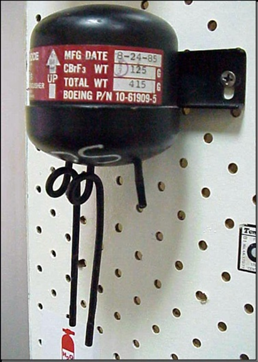 MFG DATE 8-24-85
CBrF3 WT 125 G
TOTAL WT 415 G
BOEING P/N 10-61909-5
UP